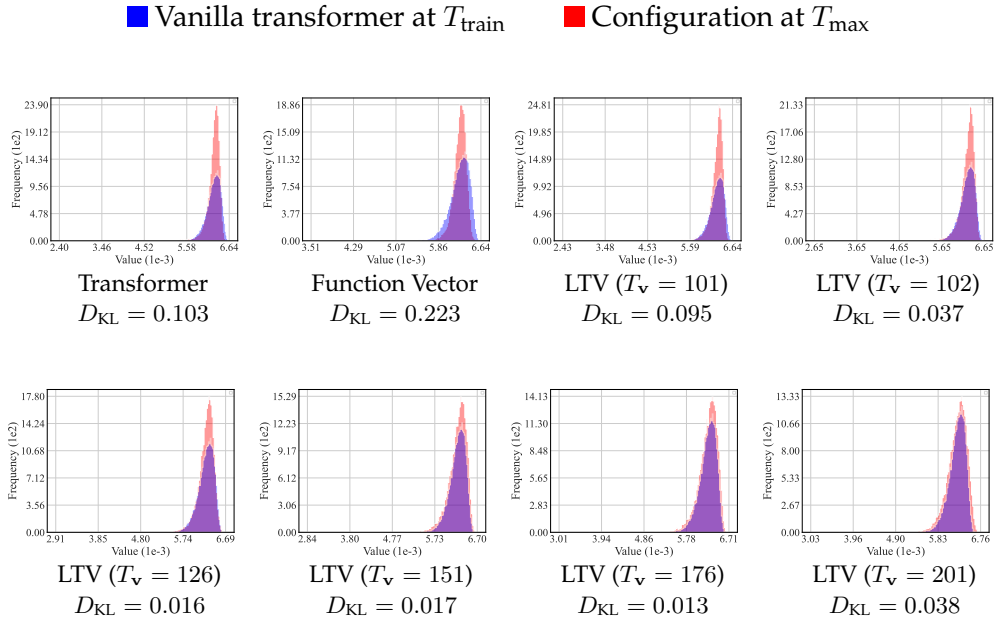 Vanilla transformer at T_train
Configuration at T_max
23.90
19.12
14.34
9.56
4.78
0.00
Frequency (1e2)
2.40 3.46 4.52 5.58 6.64
Value (1e-3)
Transformer
D_KL = 0.103
18.86
15.09
11.32
7.54
3.77
0.00
Frequency (1e2)
3.51 4.29 5.07 5.86 6.64
Value (1e-3)
Function Vector
D_KL = 0.223
24.81
19.85
14.89
9.92
4.96
0.00
Frequency (1e2)
2.43 3.48 4.53 5.59 6.64
Value (1e-3)
LTV (T_v = 101)
D_KL = 0.095
21.33
17.06
12.80
8.53
4.27
0.00
Frequency (1e2)
2.65 3.65 4.65 5.65 6.65
Value (1e-3)
LTV (T_v = 102)
D_KL = 0.037
17.80
14.24
10.68
7.12
3.56
0.00
Frequency (1e2)
2.91 3.85 4.80 5.74 6.69
Value (1e-3)
LTV (T_v = 126)
D_KL = 0.016
15.29
12.23
9.17
6.12
3.06
0.00
Frequency (1e2)
2.84 3.80 4.77 5.73 6.70
Value (1e-3)
LTV (T_v = 151)
D_KL = 0.017
14.13
11.30
8.48
5.65
2.83
0.00
Frequency (1e2)
3.01 3.94 4.86 5.78 6.71
Value (1e-3)
LTV (T_v = 176)
D_KL = 0.013
13.33
10.66
8.00
5.33
2.67
0.00
Frequency (1e2)
3.03 3.96 4.90 5.83 6.76
Value (1e-3)
LTV (T_v = 201)
D_KL = 0.038